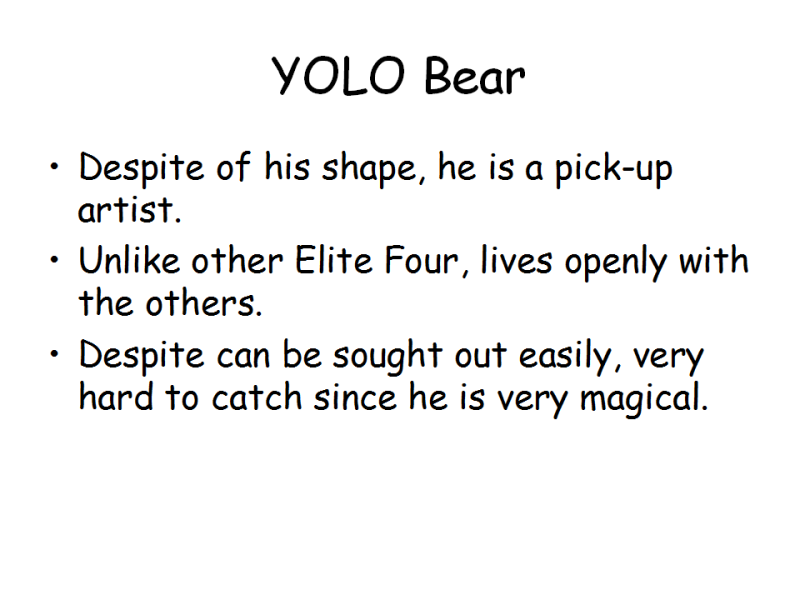 YOLO Bear
• Despite of his shape, he is a pick-up
artist.
• Unlike other Elite Four, lives openly with
the others.
• Despite can be sought out easily, very
hard to catch since he is very magical.